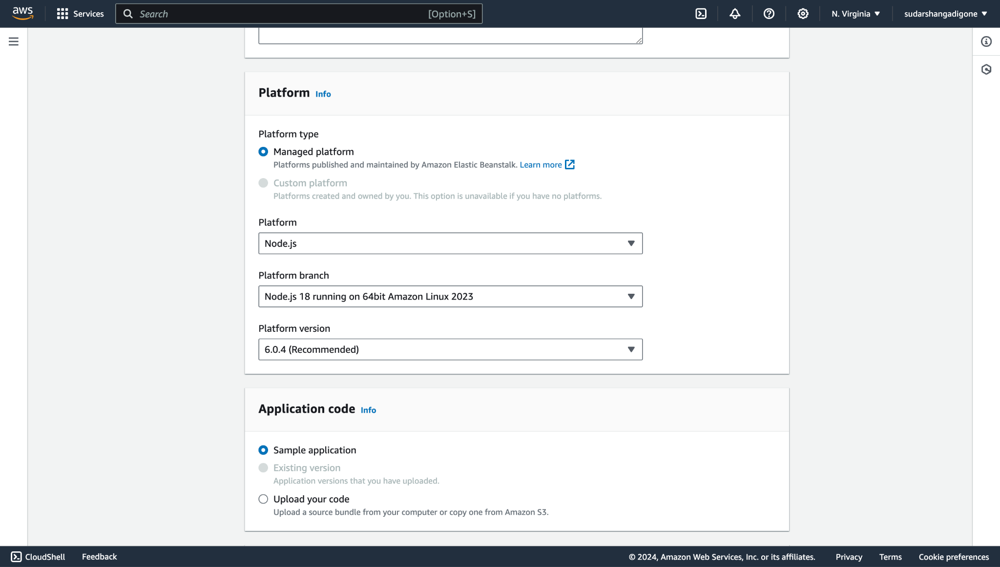 aws
Services
Search
[Option+S]
N. Virginia
sudarshangadigone
Platform Info
Platform type
Managed platform
Platforms published and maintained by Amazon Elastic Beanstalk. Learn more
Custom platform
Platforms created and owned by you. This option is unavailable if you have no platforms.
Platform
Node.js
Platform branch
Node.js 18 running on 64bit Amazon Linux 2023
Platform version
6.0.4 (Recommended)
Application code Info
Sample application
Existing version
Application versions that you have uploaded.
Upload your code
Upload a source bundle from your computer or copy one from Amazon S3.
CloudShell
Feedback
© 2024, Amazon Web Services, Inc. or its affiliates.
Privacy
Terms
Cookie preferences